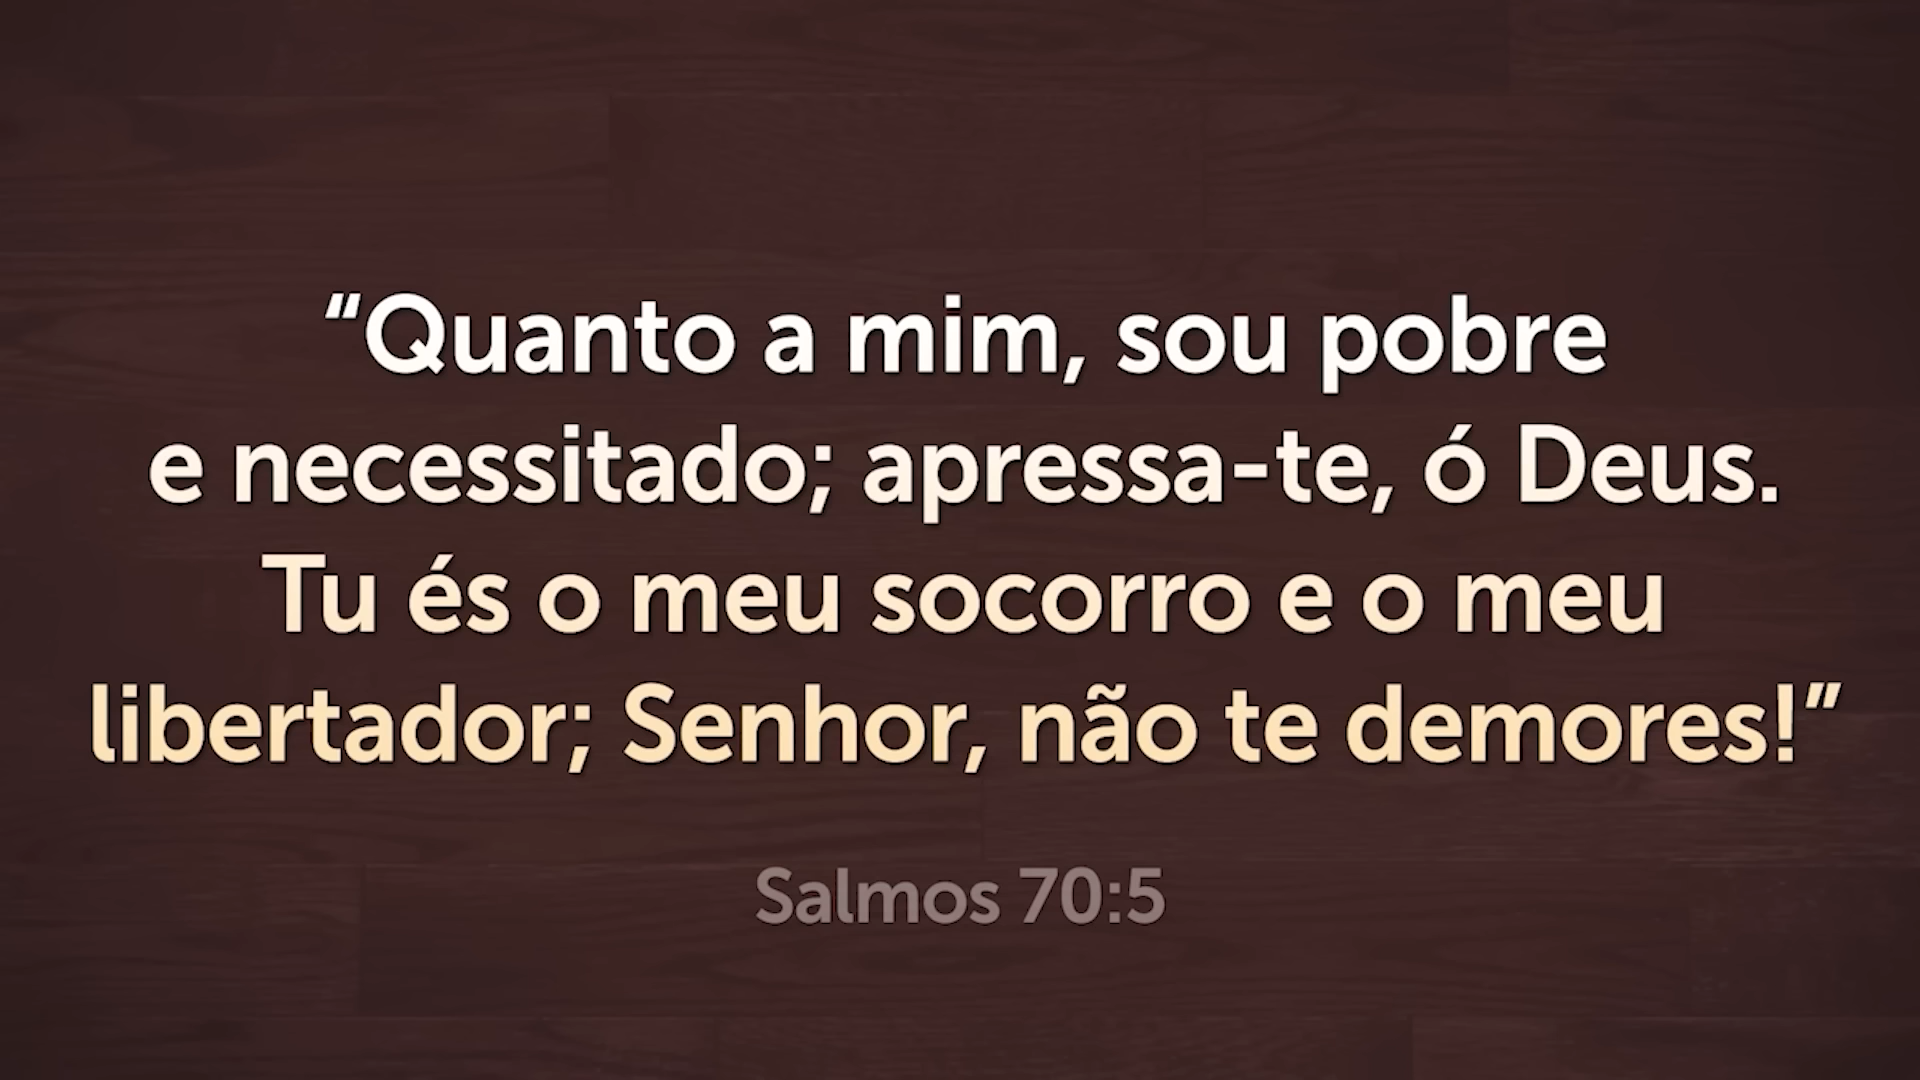 “Quanto a mim, sou pobre
e necessitado; apressa-te, ó Deus.
Tu és o meu socorro e o meu
libertador; Senhor, não te demores!”
Salmos 70:5